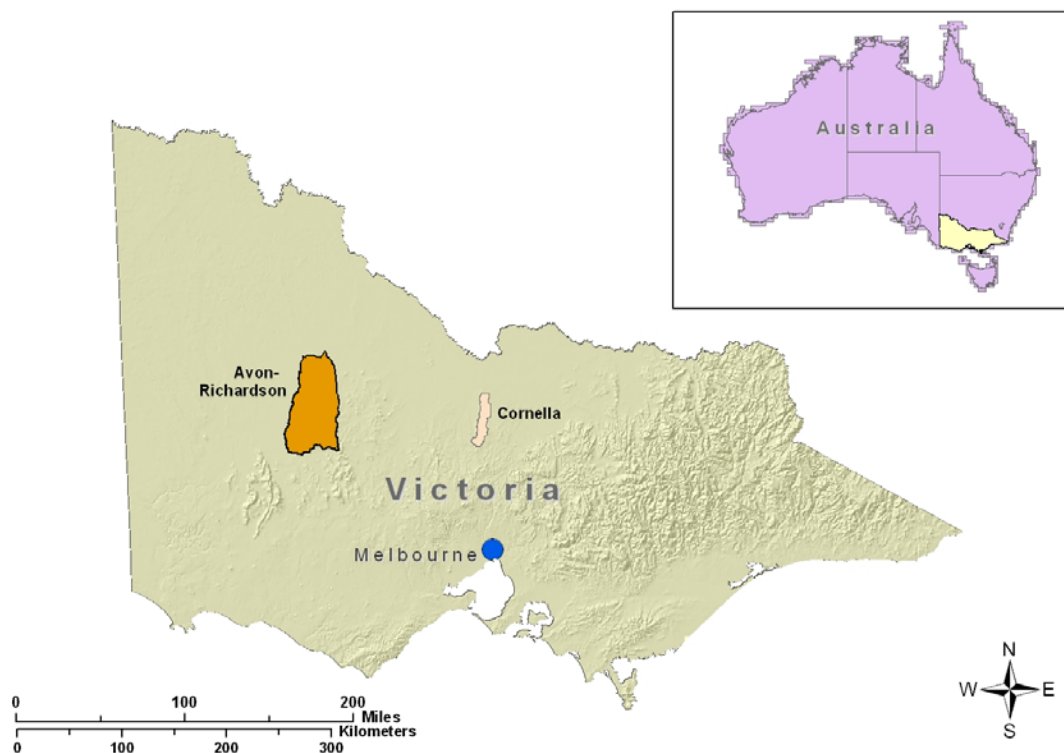 Australia
Avon-
Richardson
Cornella
Victoria
Melbourne
N
W E
S
0 100 200
Miles
Kilometers
0 100 200 300